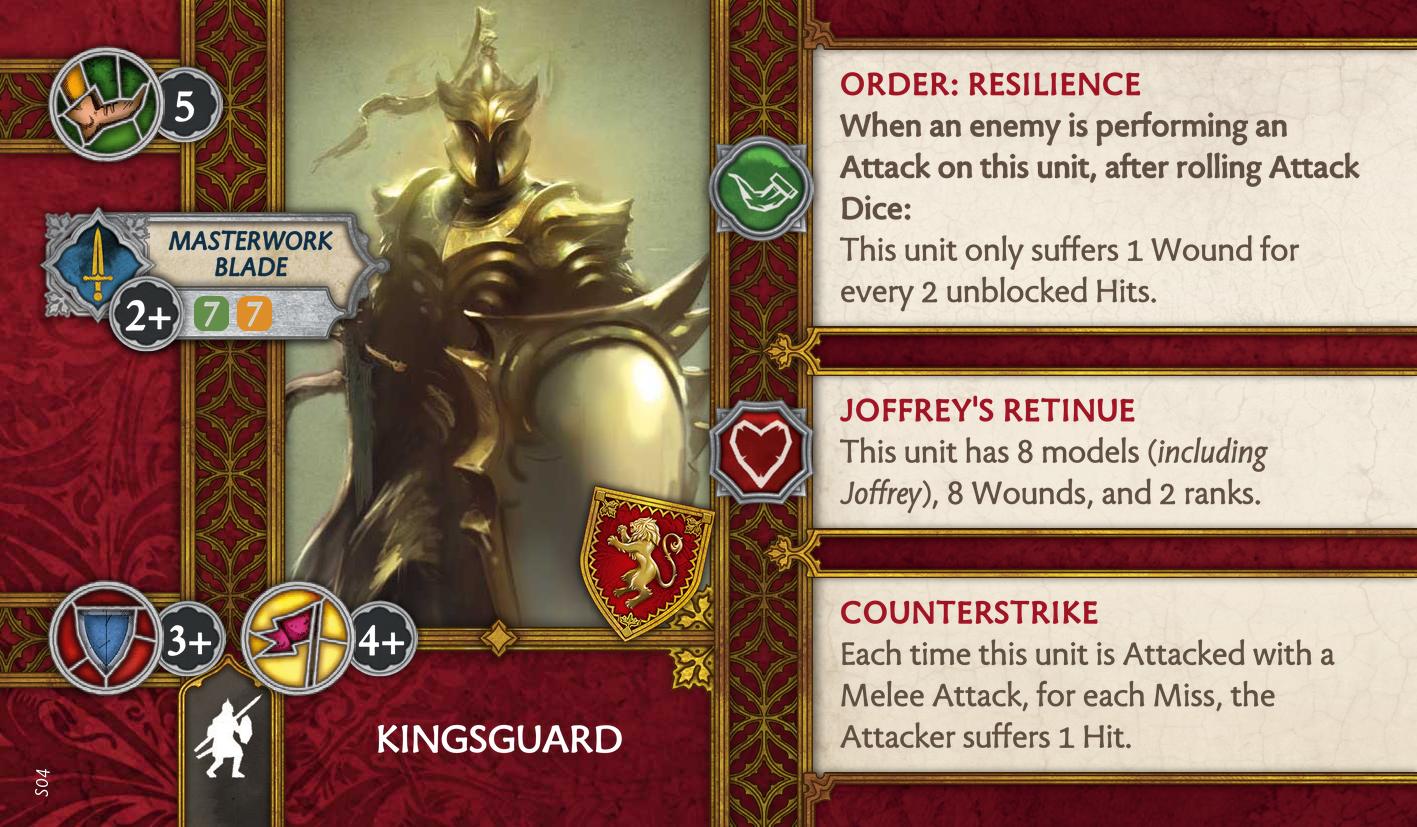 5
MASTERWORK
BLADE
2+ 7 7
3+ 4+
KINGSGUARD
S04
ORDER: RESILIENCE
When an enemy is performing an
Attack on this unit, after rolling Attack
Dice:
This unit only suffers 1 Wound for
every 2 unblocked Hits.
JOFFREY'S RETINUE
This unit has 8 models (including
Joffrey), 8 Wounds, and 2 ranks.
COUNTERSTRIKE
Each time this unit is Attacked with a
Melee Attack, for each Miss, the
Attacker suffers 1 Hit.